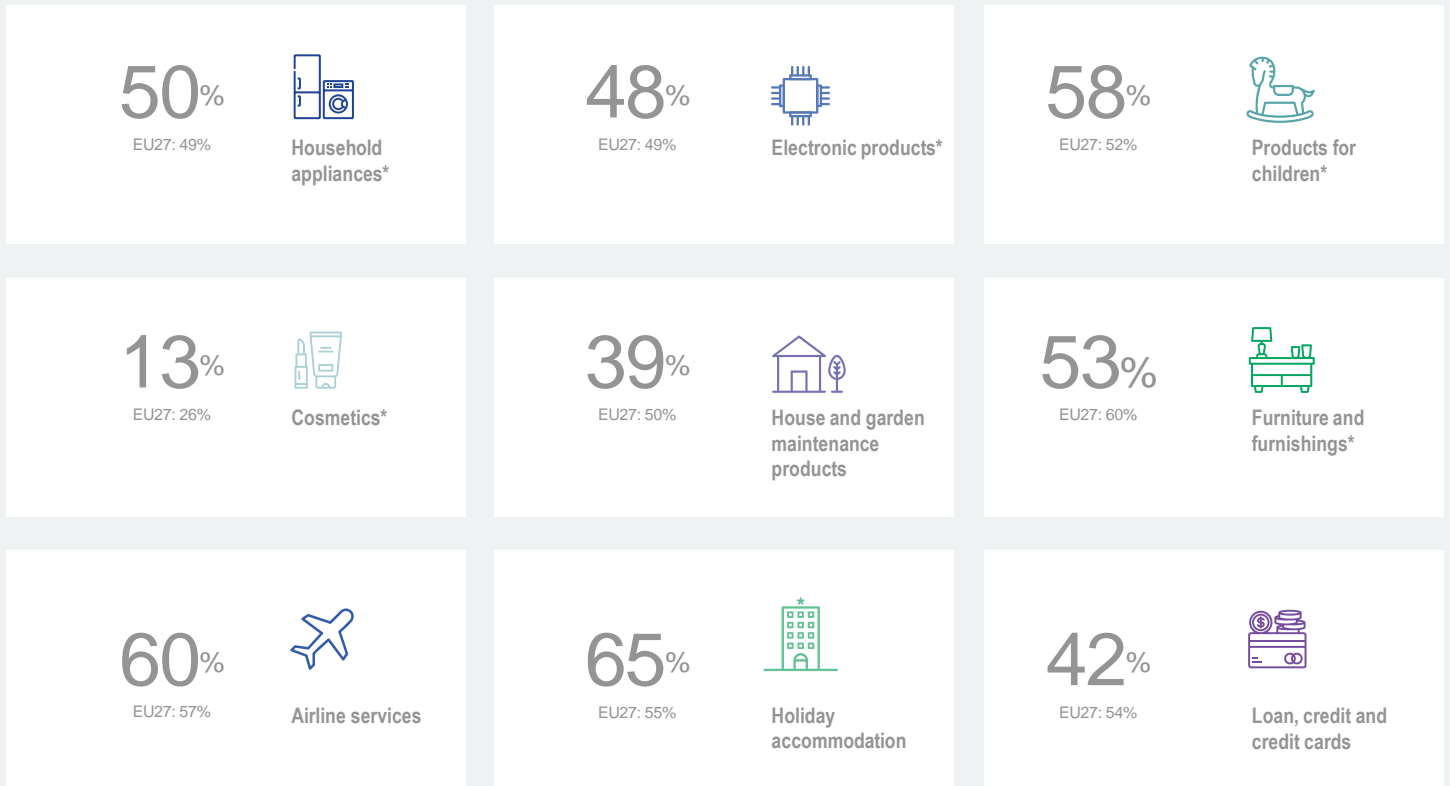 50%
EU27: 49%
Household
appliances*
48%
EU27: 49%
Electronic products*
58%
EU27: 52%
Products for
children*
13%
EU27: 26%
Cosmetics*
39%
EU27: 50%
House and garden
maintenance
products
53%
EU27: 60%
Furniture and
furnishings*
60%
EU27: 57%
Airline services
65%
EU27: 55%
Holiday
accommodation
42%
EU27: 54%
$
Loan, credit and
credit cards